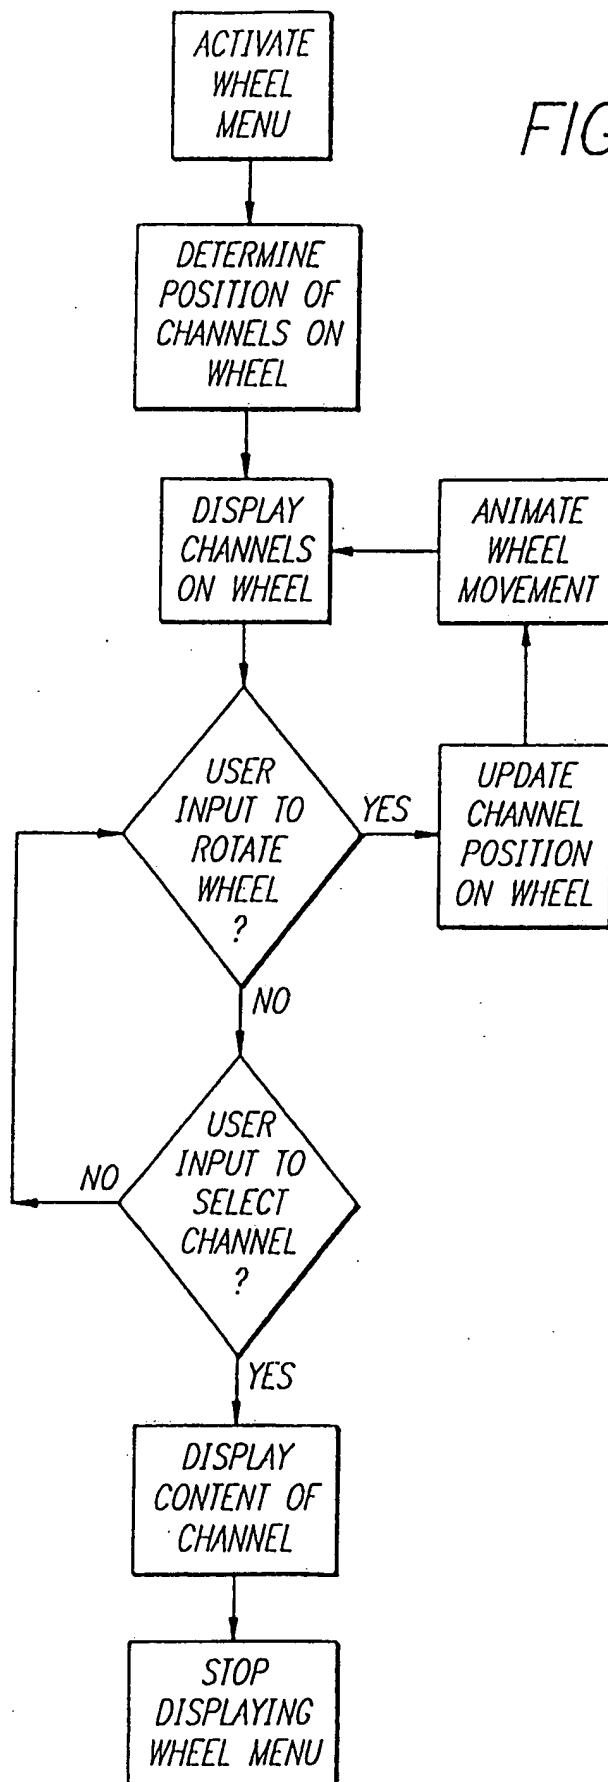 ACTIVATE
WHEEL
MENU
FIG
DETERMINE
POSITION OF
CHANNELS ON
WHEEL
DISPLAY
CHANNELS
ON WHEEL
ANIMATE
WHEEL
MOVEMENT
USER
INPUT TO
ROTATE
WHEEL
?
YES
UPDATE
CHANNEL
POSITION
ON WHEEL
NO
USER
INPUT TO
SELECT
CHANNEL
?
NO
YES
DISPLAY
CONTENT OF
CHANNEL
STOP
DISPLAYING
WHEEL MENU